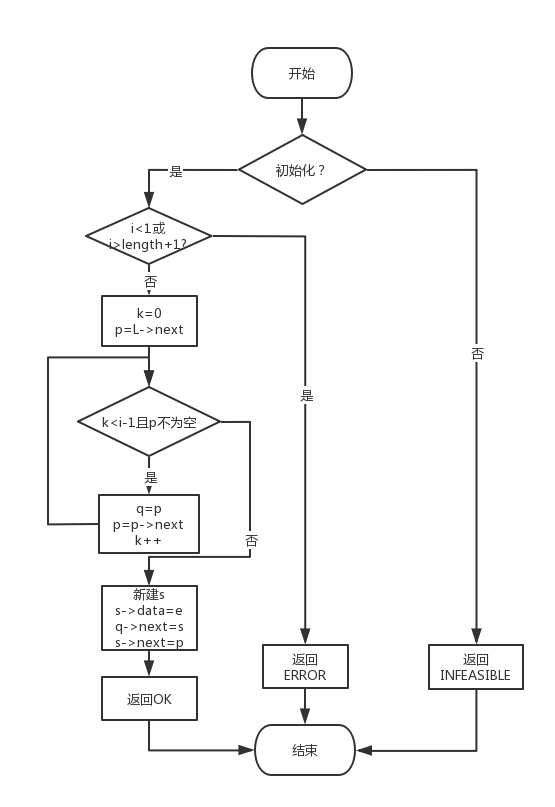 开始
初始化？
是
i<1或
i>length+1?
否
k=0
p=L->next
k<i-1且p不为空
是
q=p
p=p->next
k++
否
新建s
s->data=e
q->next=s
s->next=p
返回OK
是
返回
ERROR
否
返回
INFEASIBLE
结束